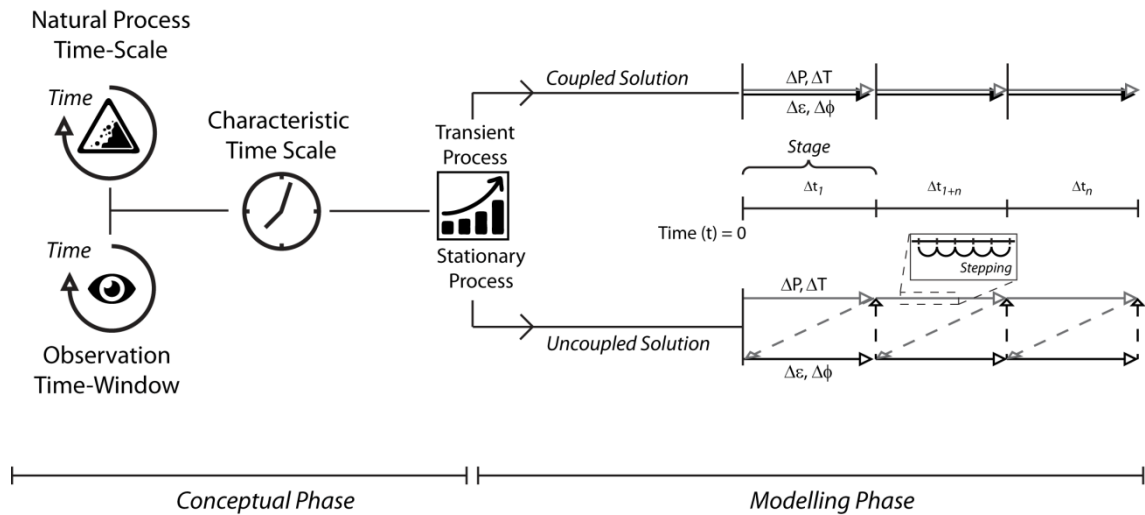 Natural Process
Time-Scale
Time
Characteristic
Time Scale
Time
Observation
Time-Window
Transient
Process
Stationary
Process
Coupled Solution
ΔP, ΔT
Δε, Δϕ
Stage
Δt1
Δt1+n
Δtn
Time (t) = 0
Stepping
ΔP, ΔT
Uncoupled Solution
Δε, Δϕ
Conceptual Phase
Modelling Phase